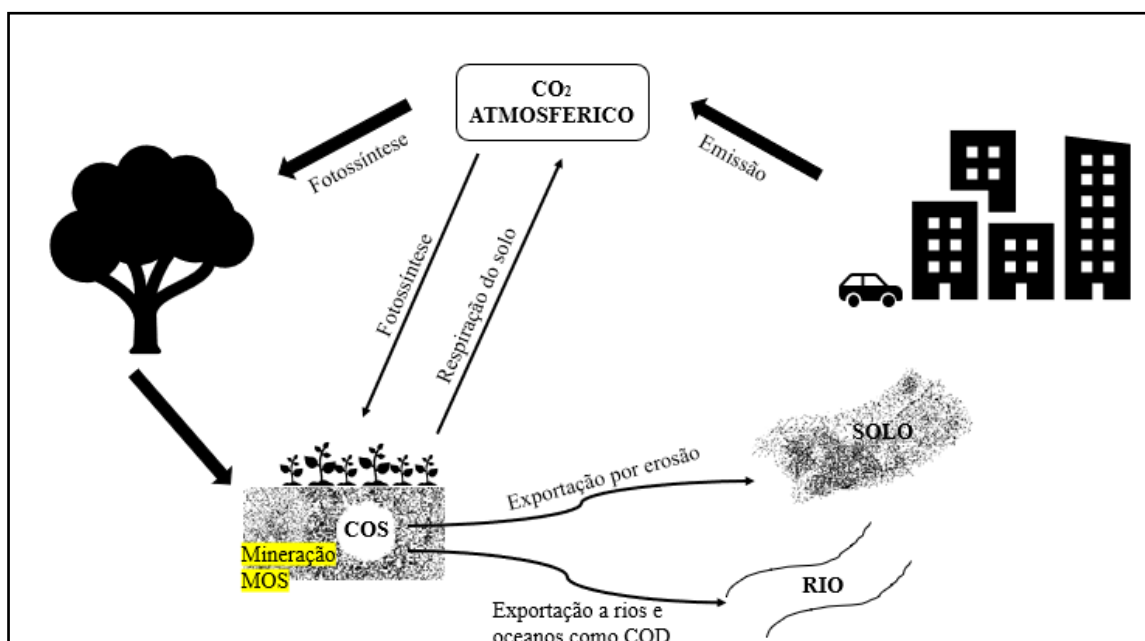 CO₂
ATMOSFERICO
Fotossíntese
Emissão
Fotossíntese
Respiração do solo
SOLO
Exportação por erosão
COS
Mineração
MOS
RIO
Exportação a rios e
oceanos como COD